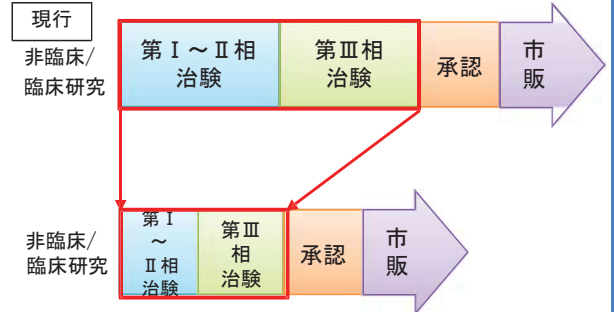 現行
非臨床/
臨床研究
第Ⅰ～Ⅱ相
治験
第Ⅲ相
治験
承認
市
販
非臨床/
臨床研究
第Ⅰ
～
Ⅱ相
治験
第Ⅲ
相
治験
承認
市
販